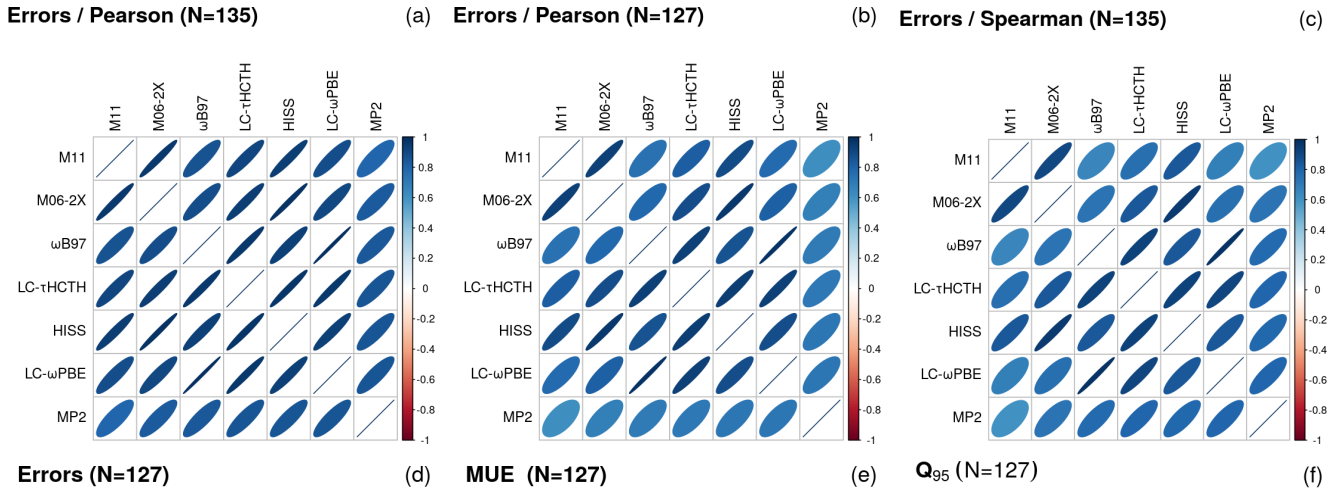 Errors / Pearson (N=135) (a)
M11 M06-2X ωB97 LC-τHCTH HISS LC-ωPBE MP2
M11
M06-2X
ωB97
LC-τHCTH
HISS
LC-ωPBE
MP2
1
0.8
0.6
0.4
0.2
0
-0.2
-0.4
-0.6
-0.8
-1
Errors / Pearson (N=127) (b)
M11 M06-2X ωB97 LC-τHCTH HISS LC-ωPBE MP2
M11
M06-2X
ωB97
LC-τHCTH
HISS
LC-ωPBE
MP2
1
0.8
0.6
0.4
0.2
0
-0.2
-0.4
-0.6
-0.8
-1
Errors / Spearman (N=135) (c)
M11 M06-2X ωB97 LC-τHCTH HISS LC-ωPBE MP2
M11
M06-2X
ωB97
LC-τHCTH
HISS
LC-ωPBE
MP2
1
0.8
0.6
0.4
0.2
0
-0.2
-0.4
-0.6
-0.8
-1
Errors (N=127) (d)
MUE (N=127) (e)
Q95 (N=127) (f)